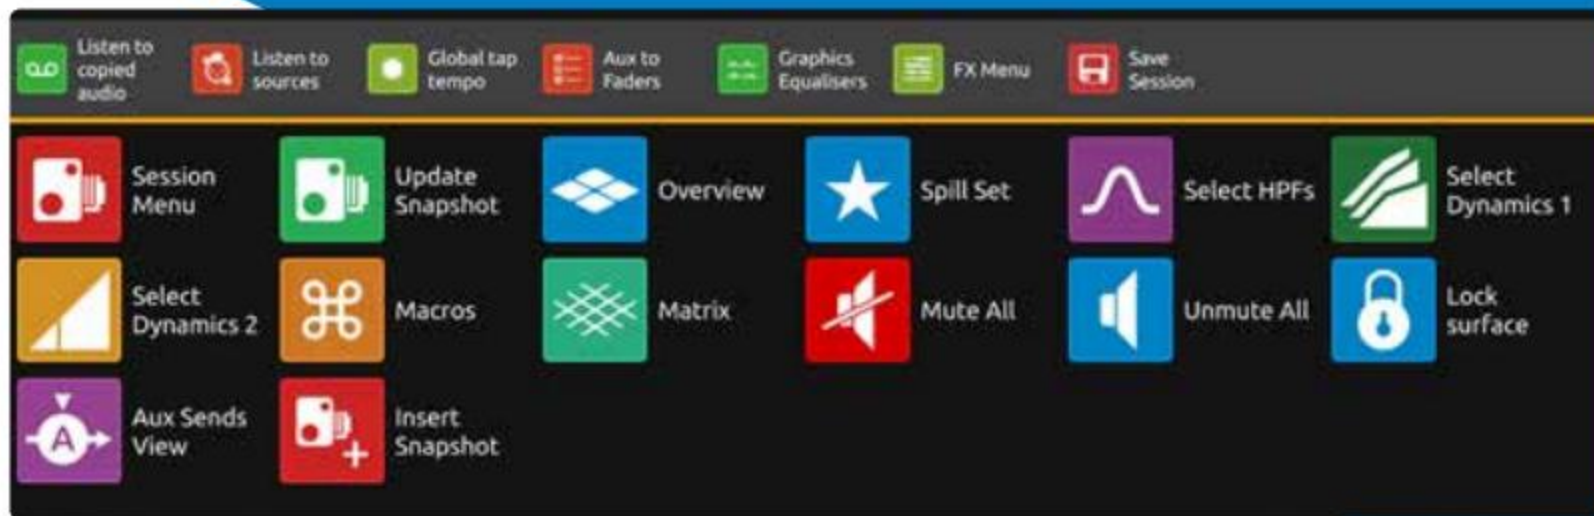 Listen to
copied
audio
Listen to
sources
Global tap
tempo
Aux to
Faders
Graphics
Equalisers
FX Menu
Save
Session
Session
Menu
Update
Snapshot
Overview
Spill Set
Select HPFs
Select
Dynamics 1
Select
Dynamics 2
Macros
Matrix
Mute All
Unmute All
Lock
surface
A
Aux Sends
View
Insert
Snapshot